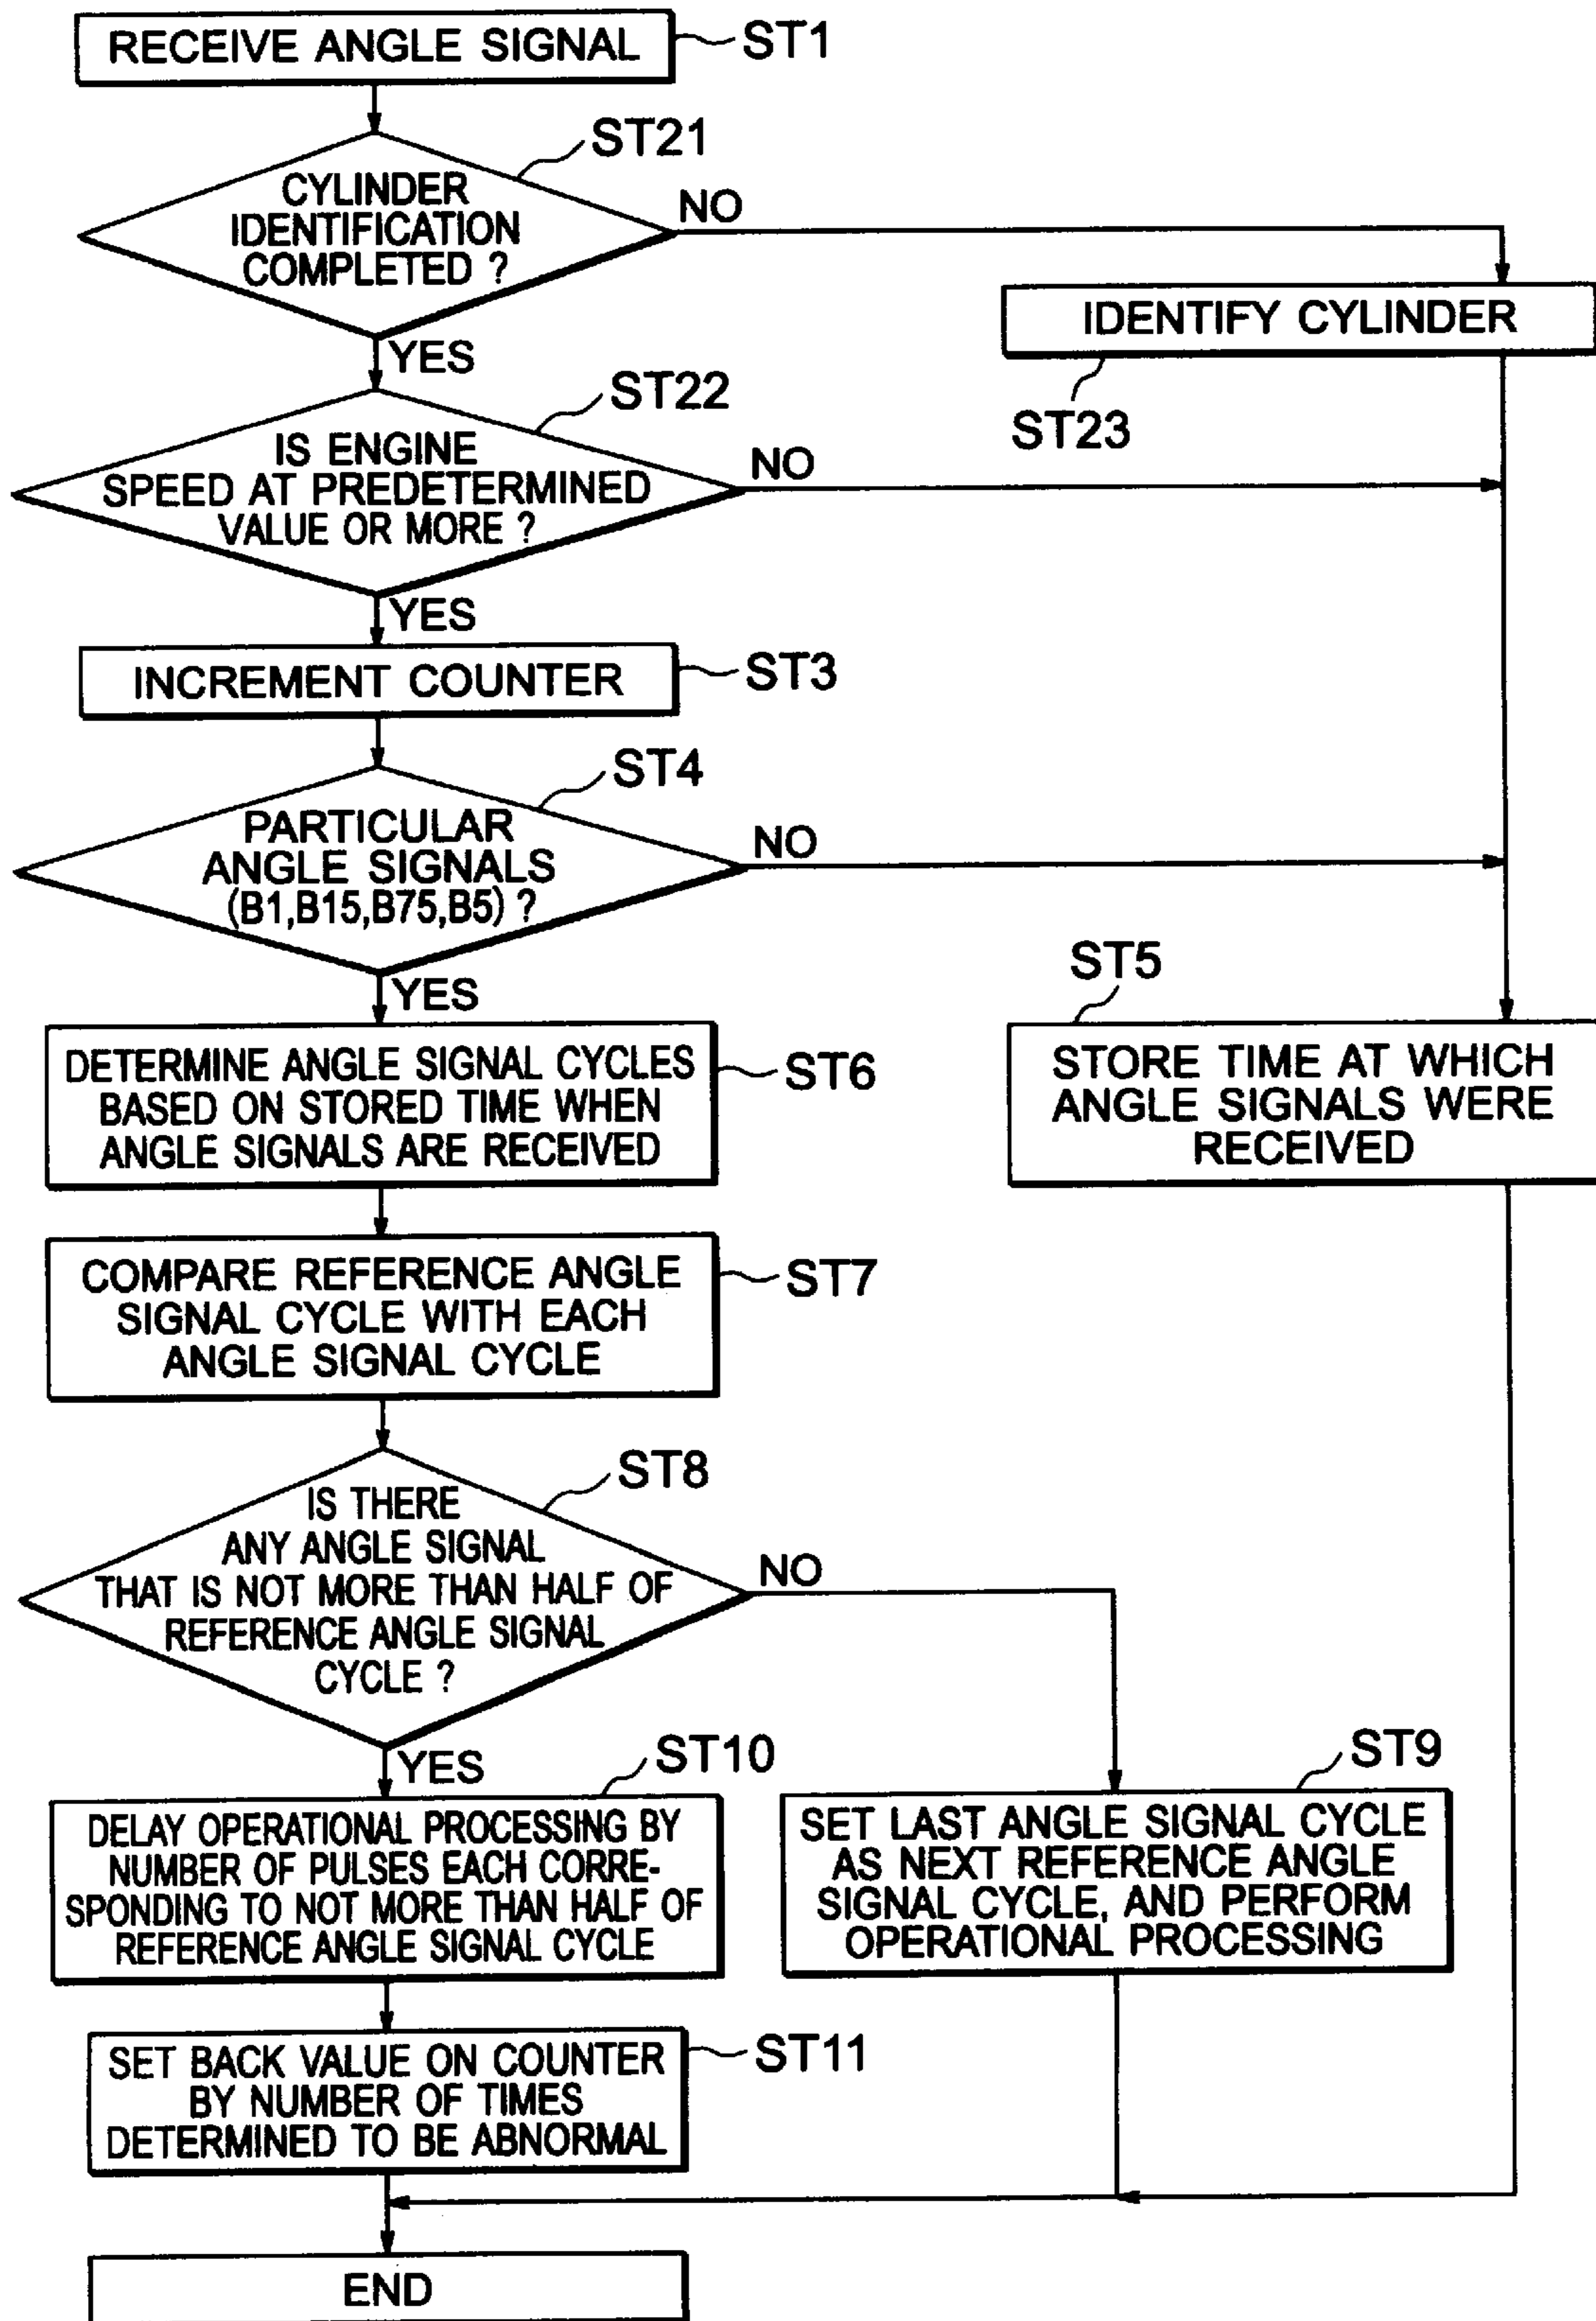 RECEIVE ANGLE SIGNAL
ST1
ST21
CYLINDER
IDENTIFICATION
COMPLETED ?
NO
YES
IDENTIFY CYLINDER
ST23
ST22
IS ENGINE
SPEED AT PREDETERMINED
VALUE OR MORE ?
NO
YES
INCREMENT COUNTER
ST3
ST4
PARTICULAR
ANGLE SIGNALS
(B1,B15,B75,B5) ?
NO
YES
ST5
STORE TIME AT WHICH
ANGLE SIGNALS WERE
RECEIVED
DETERMINE ANGLE SIGNAL CYCLES
BASED ON STORED TIME WHEN
ANGLE SIGNALS ARE RECEIVED
ST6
COMPARE REFERENCE ANGLE
SIGNAL CYCLE WITH EACH
ANGLE SIGNAL CYCLE
ST7
ST8
IS THERE
ANY ANGLE SIGNAL
THAT IS NOT MORE THAN HALF OF
REFERENCE ANGLE SIGNAL
CYCLE ?
NO
YES
ST10
DELAY OPERATIONAL PROCESSING BY
NUMBER OF PULSES EACH CORRE-
SPONDING TO NOT MORE THAN HALF OF
REFERENCE ANGLE SIGNAL CYCLE
ST9
SET LAST ANGLE SIGNAL CYCLE
AS NEXT REFERENCE ANGLE
SIGNAL CYCLE, AND PERFORM
OPERATIONAL PROCESSING
SET BACK VALUE ON COUNTER
BY NUMBER OF TIMES
DETERMINED TO BE ABNORMAL
ST11
END